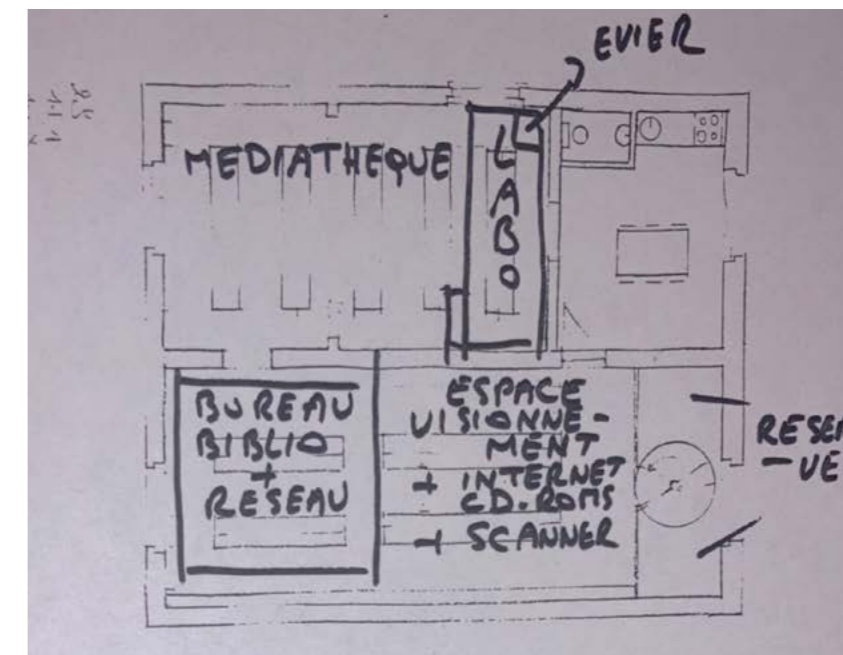 EVIER
MEDIATHEQUE
LABO
BUREAU
BIBLIO
+
RESEAU
ESPACE
VISIONNE-
MENT
+ INTERNET
CD.ROMS
+ SCANNER
RESER
-VE